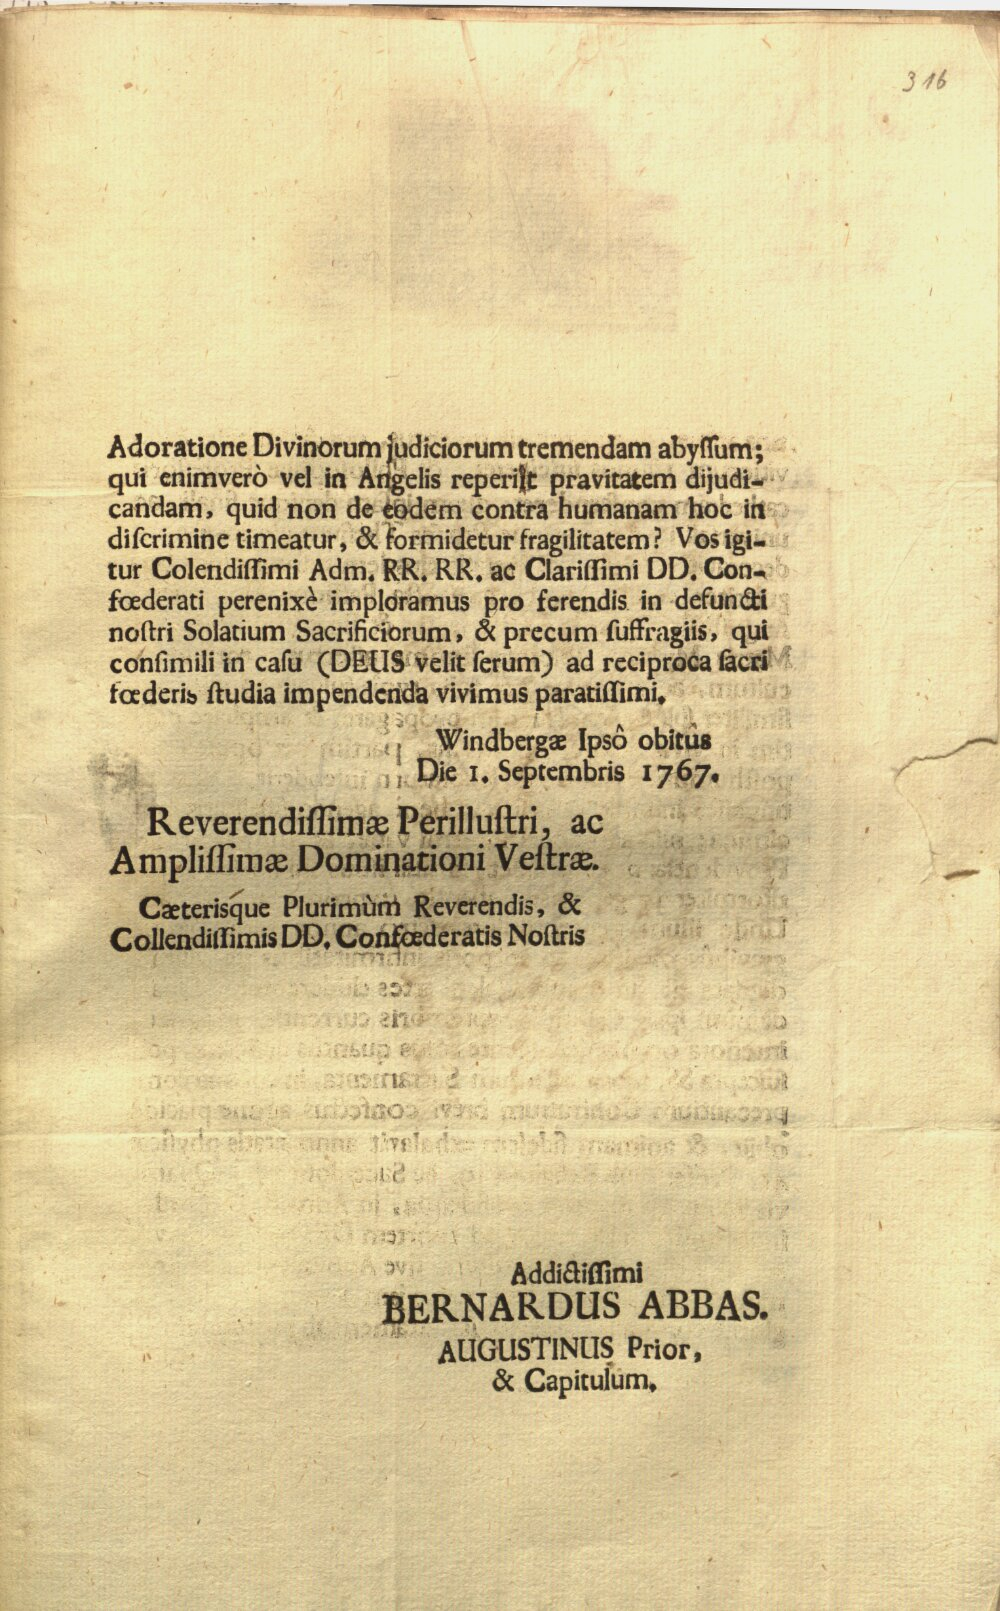 316
Adoratione Divinorum judiciorum tremendam abyſſum;
qui enimverò vel in Angelis reperiit pravitatem dijudi-
candam, quid non de eodem contra humanam hoc in
diſcrimine timeatur, & formidetur fragilitatem? Vos igi-
tur Colendiſſimi Adm. RR. RR. ac Clariſſimi DD. Con-
fœderati perenixè imploramus pro ferendis in defuncti
noſtri Solatium Sacrificiorum, & precum ſuffragiis, qui
conſimili in caſu (DEUS velit ſerum) ad reciproca ſacri
fœderis ſtudia impendenda vivimus paratiſſimi.
Windbergæ Ipsô obitûs
Die 1. Septembris 1767.
Reverendiſſimæ Perilluſtri, ac
Ampliſſimæ Dominationi Veſtræ.
Cæterisq́ue Plurimùm Reverendis, &
Collendiſſimis DD. Confœderatis Noſtris
Addictiſſimi
BERNARDUS ABBAS.
AUGUSTINUS Prior,
& Capitulum.